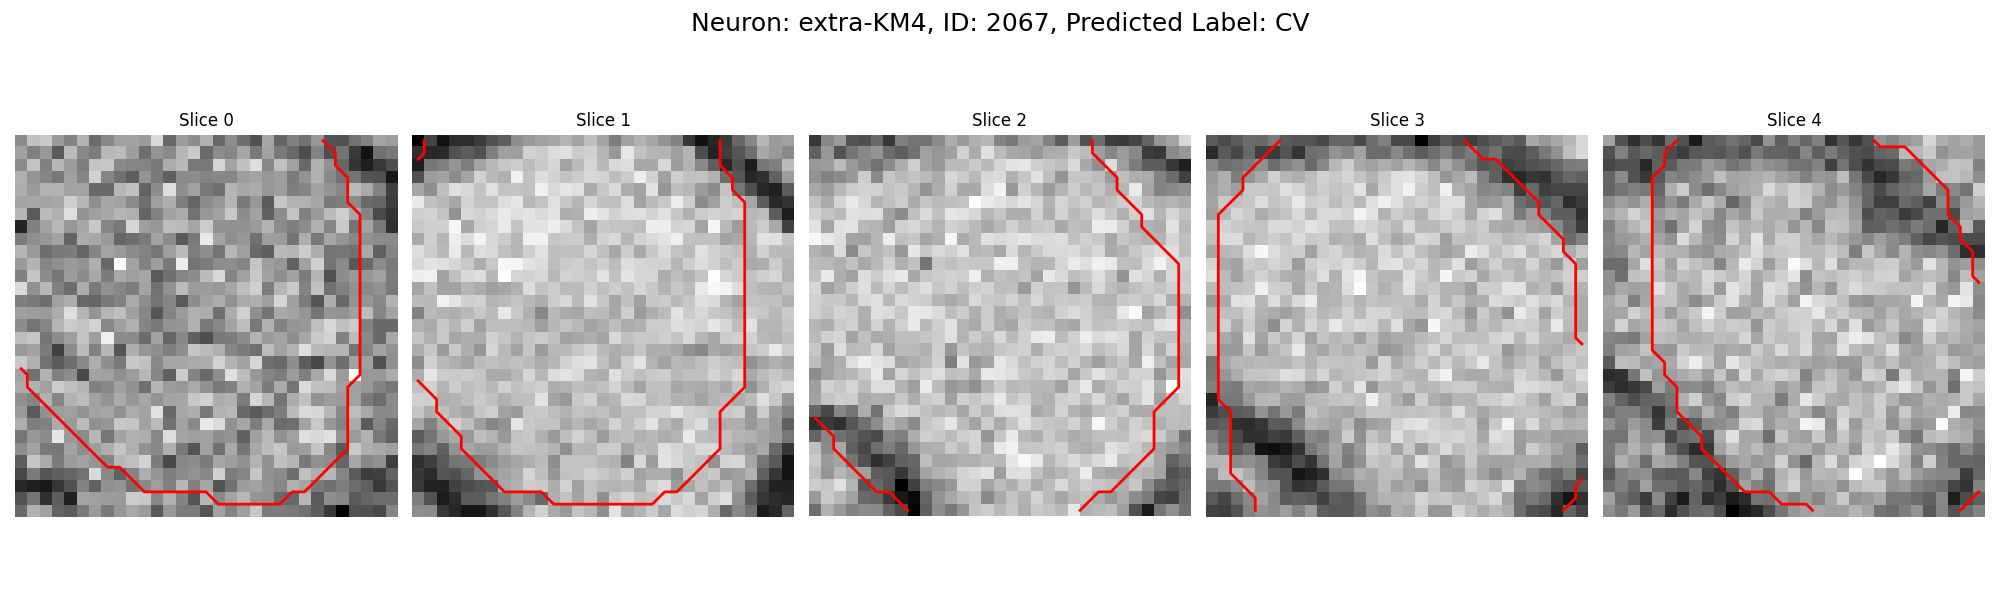 Neuron: extra-KM4, ID: 2067, Predicted Label: CV
Slice 0
Slice 1
Slice 2
Slice 3
Slice 4